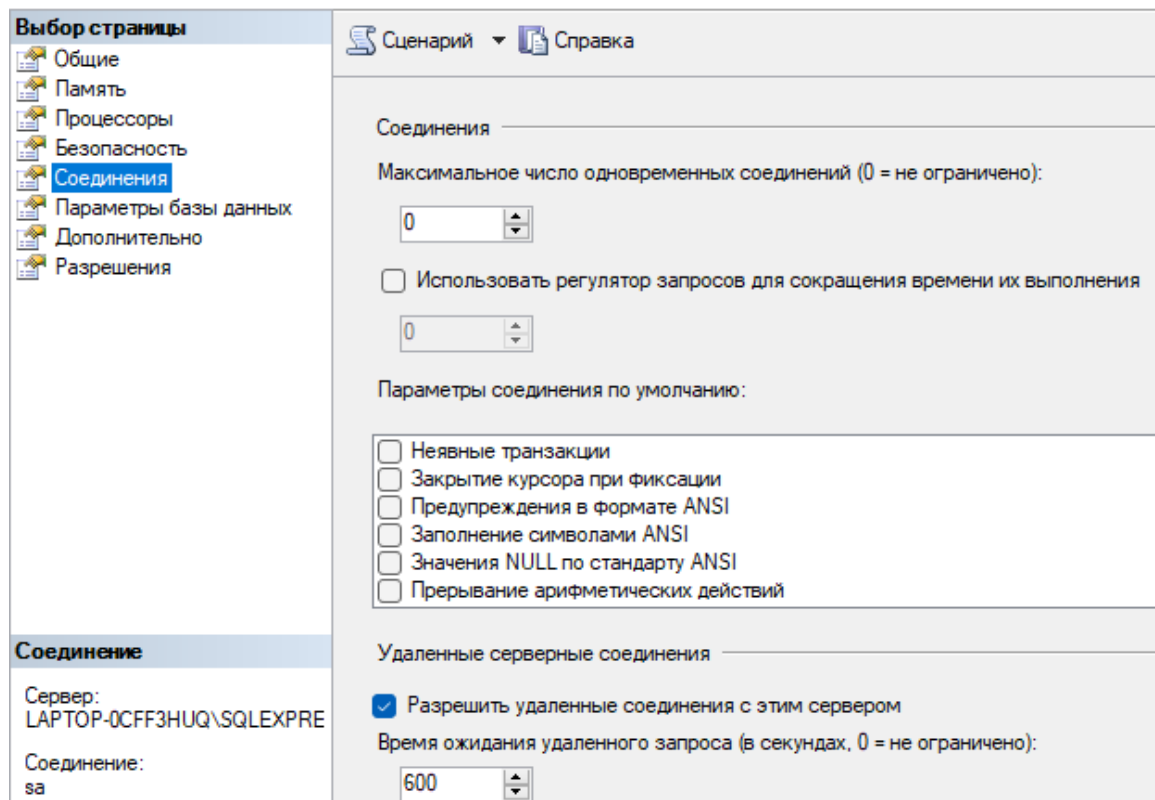 Выбор страницы
Общие
Память
Процессоры
Безопасность
Соединения
Параметры базы данных
Дополнительно
Разрешения
Соединение
Сервер:
LAPTOP-0CFF3HUQ\SQLEXPRE
Соединение:
sa
Сценарий
Справка
Соединения
Максимальное число одновременных соединений (0 = не ограничено):
0
Использовать регулятор запросов для сокращения времени их выполнения
0
Параметры соединения по умолчанию:
Неявные транзакции
Закрытие курсора при фиксации
Предупреждения в формате ANSI
Заполнение символами ANSI
Значения NULL по стандарту ANSI
Прерывание арифметических действий
Удаленные серверные соединения
Разрешить удаленные соединения с этим сервером
Время ожидания удаленного запроса (в секундах, 0 = не ограничено):
600